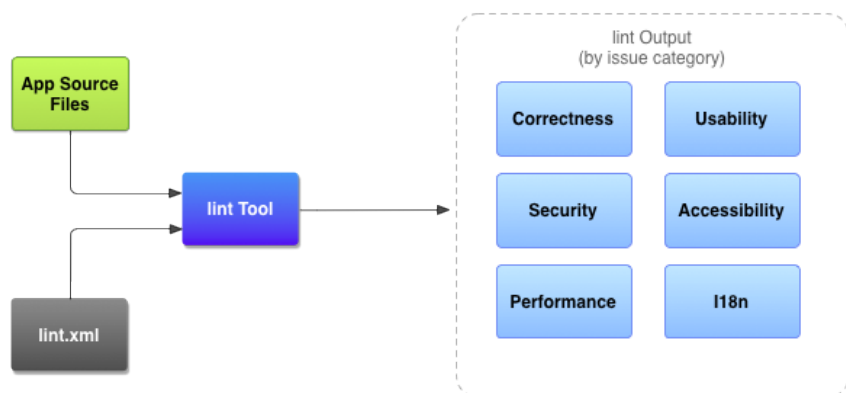 lint Output
(by issue category)
App Source
Files
Correctness
Usability
lint Tool
Security
Accessibility
lint.xml
Performance
I18n